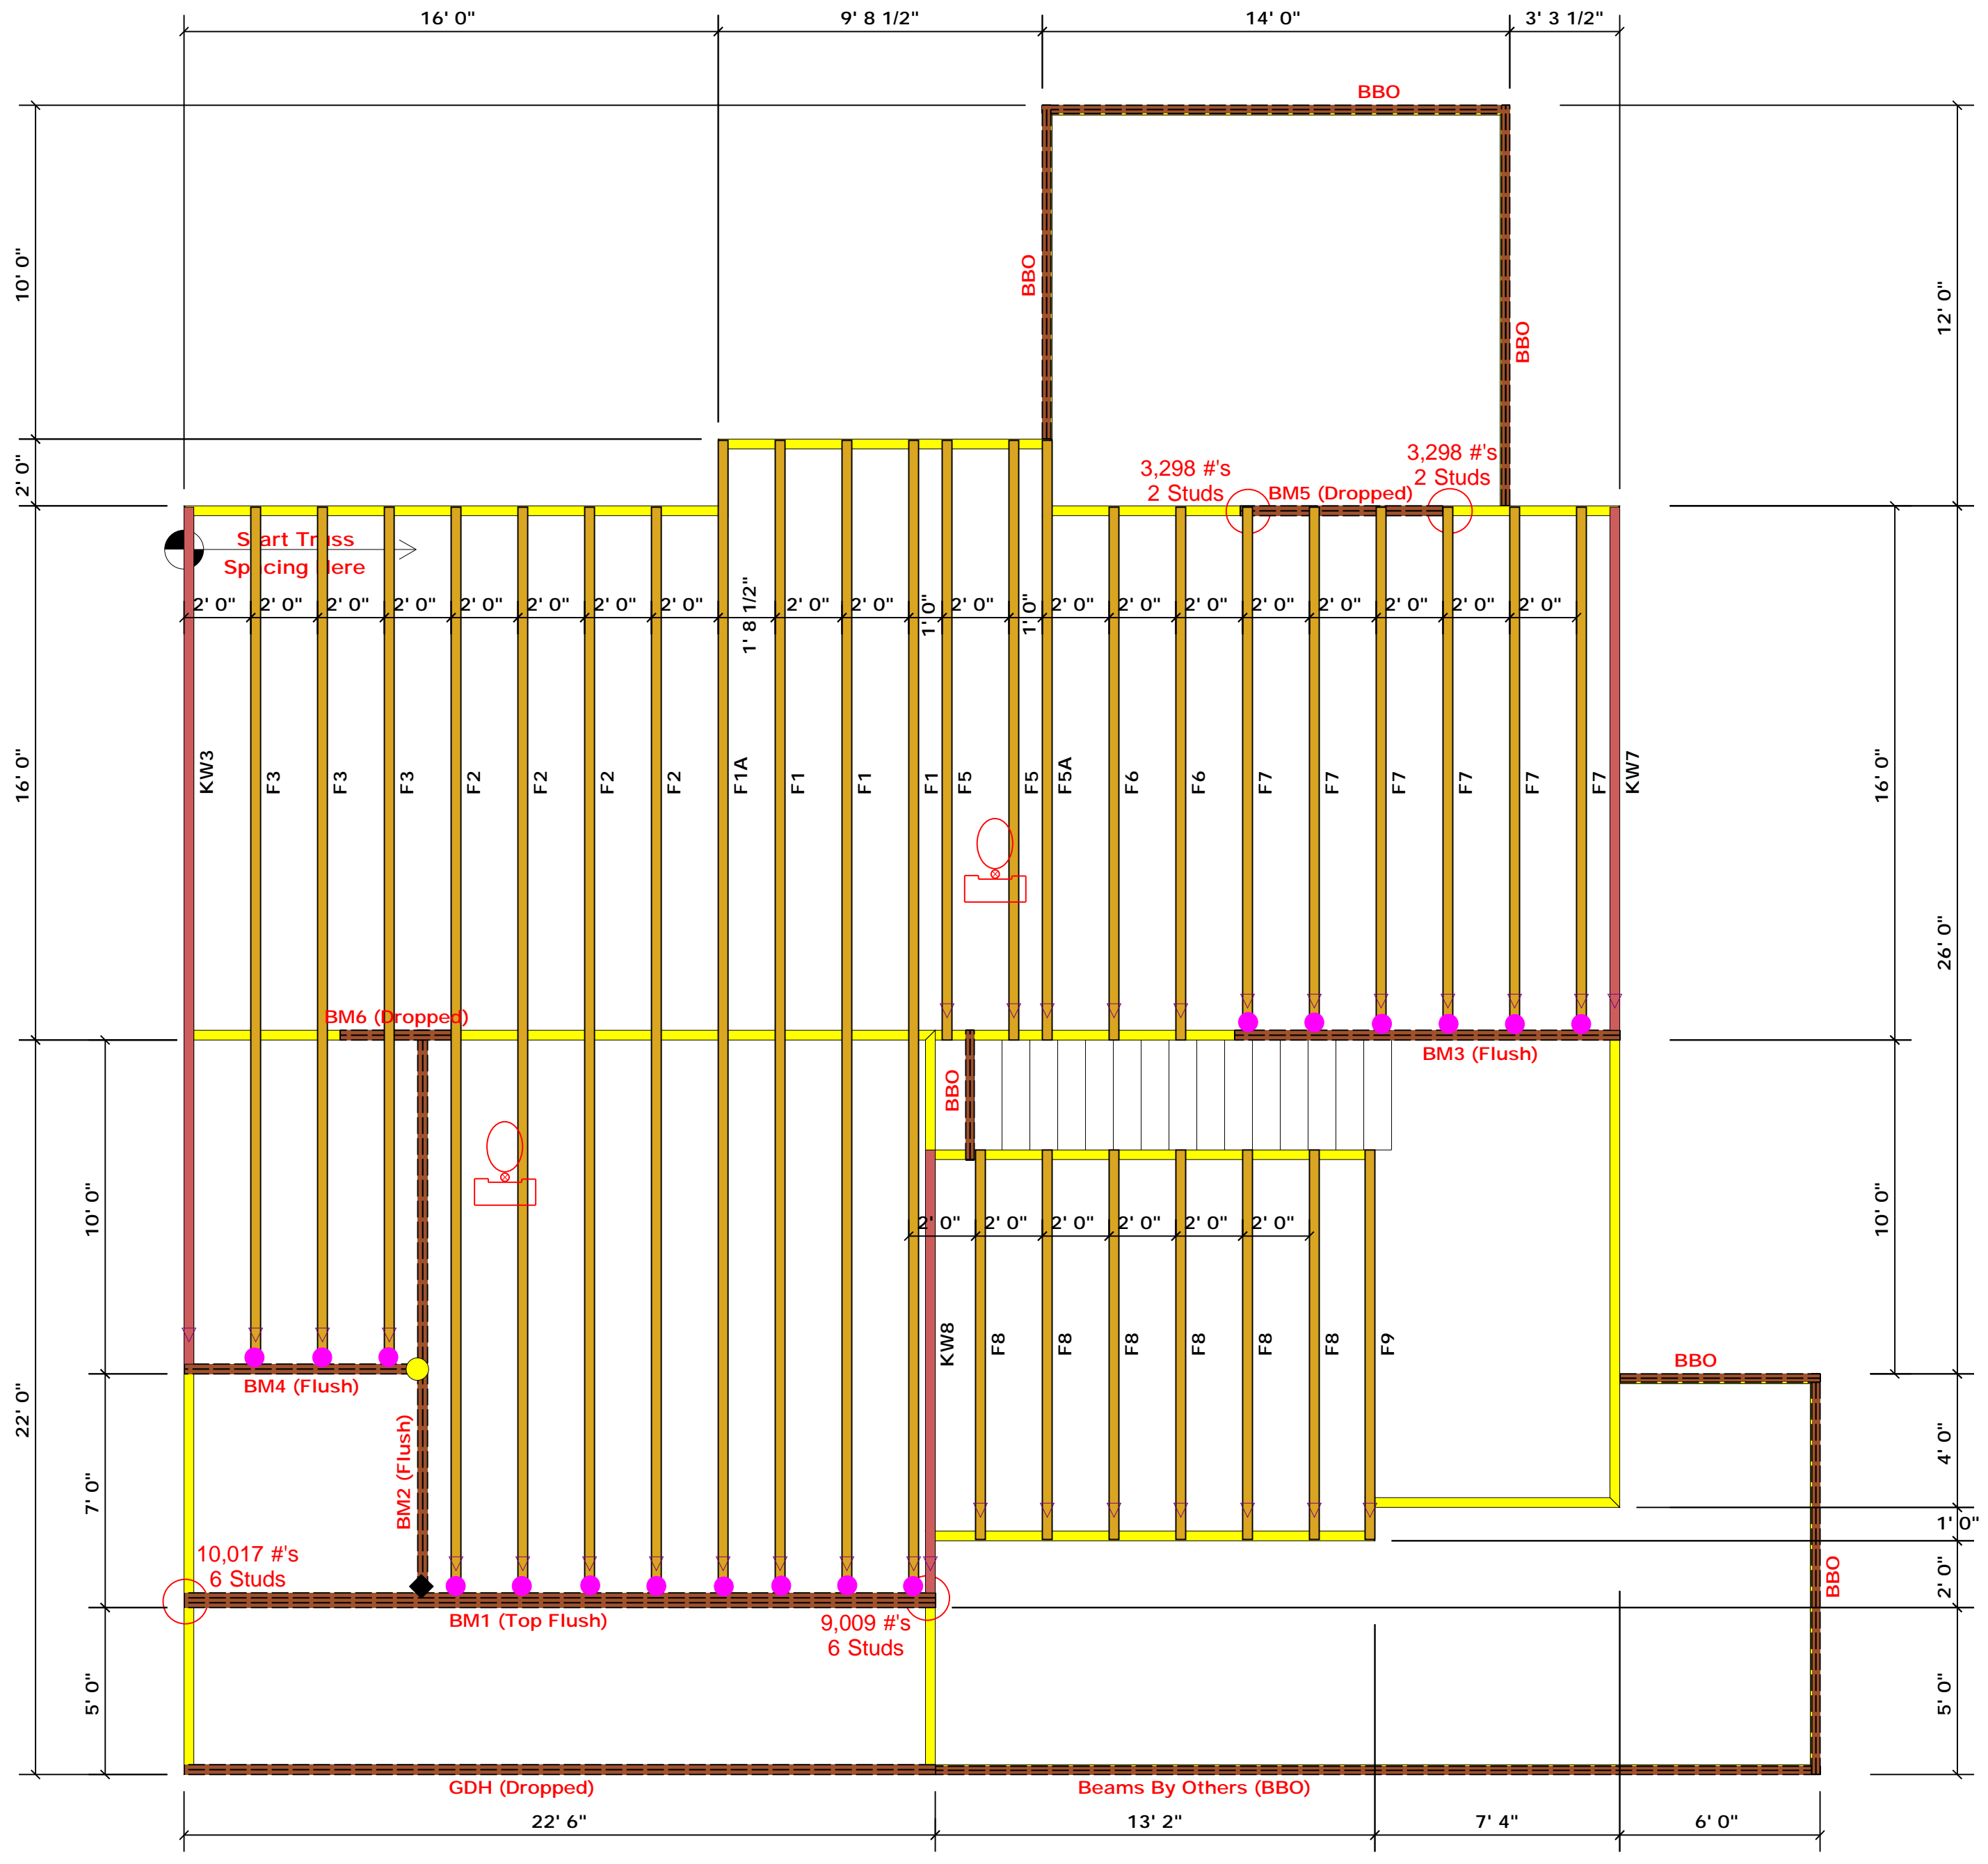 16' 0"
9' 8 1/2"
14' 0"
3' 3 1/2"
BBO
10' 0"
BBO
12' 0"
BBO
2' 0"
3,298 #'s
2 Studs
3,298 #'s
2 Studs
BM5 (Dropped)
Start Truss
Spacing Here
2' 0"
2' 0"
2' 0"
2' 0"
2' 0"
2' 0"
2' 0"
2' 0"
1' 8 1/2"
2' 0"
2' 0"
1' 0"
2' 0"
1' 0"
2' 0"
2' 0"
2' 0"
2' 0"
2' 0"
2' 0"
2' 0"
2' 0"
16' 0"
KW3
F3
F3
F3
F2
F2
F2
F2
F1A
F1
F1
F1
F5
F5
F5A
F6
F6
F7
F7
F7
F7
F7
F7
KW7
16' 0"
26' 0"
BM6 (Dropped)
BM3 (Flush)
BBO
10' 0"
2' 0"
2' 0"
2' 0"
2' 0"
2' 0"
2' 0"
10' 0"
KW8
F8
F8
F8
F8
F8
F8
F9
BBO
BM4 (Flush)
22' 0"
BM2 (Flush)
7' 0"
4' 0"
1' 0"
10,017 #'s
6 Studs
2' 0"
BBO
BM1 (Top Flush)
9,009 #'s
6 Studs
5' 0"
5' 0"
GDH (Dropped)
Beams By Others (BBO)
22' 6"
13' 2"
7' 4"
6' 0"